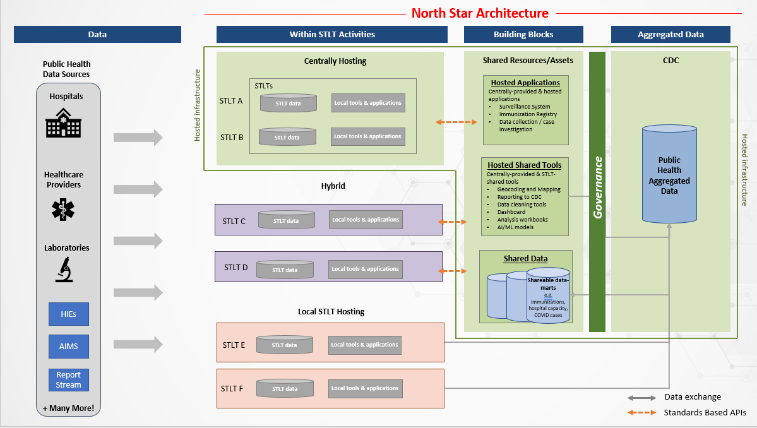 North Star Architecture
Data
Within STLT Activities
Building Blocks
Aggregated Data
Public Health
Data Sources
Hospitals
Healthcare
Providers
Laboratories
HIEs
AIMS
Report
Stream
+ Many More!
Hosted infrastructure
Centrally Hosting
STLTs
STLT A
STLT data
Local tools & applications
STLT B
STLT data
Local tools & applications
Hybrid
STLT C
STLT data
Local tools & applications
STLT D
STLT data
Local tools & applications
Local STLT Hosting
STLT E
STLT data
Local tools & applications
STLT F
STLT data
Local tools & applications
Shared Resources/Assets
Hosted Applications
Centrally-provided & hosted
applications
• Surveillance System
• Immunization Registry
• Data collection / case
investigation
Hosted Shared Tools
Centrally-provided & STLT-
shared tools
• Geocoding and Mapping
• Reporting to CDC
• Data cleaning tools
• Dashboard
• Analysis workbooks
• AI/ML models
Shared Data
Shareable data-
marts
e.g.
immunizations,
hospital capacity,
COVID cases
Governance
CDC
Public
Health
Aggregated
Data
Hosted infrastructure
Data exchange
Standards Based APIs